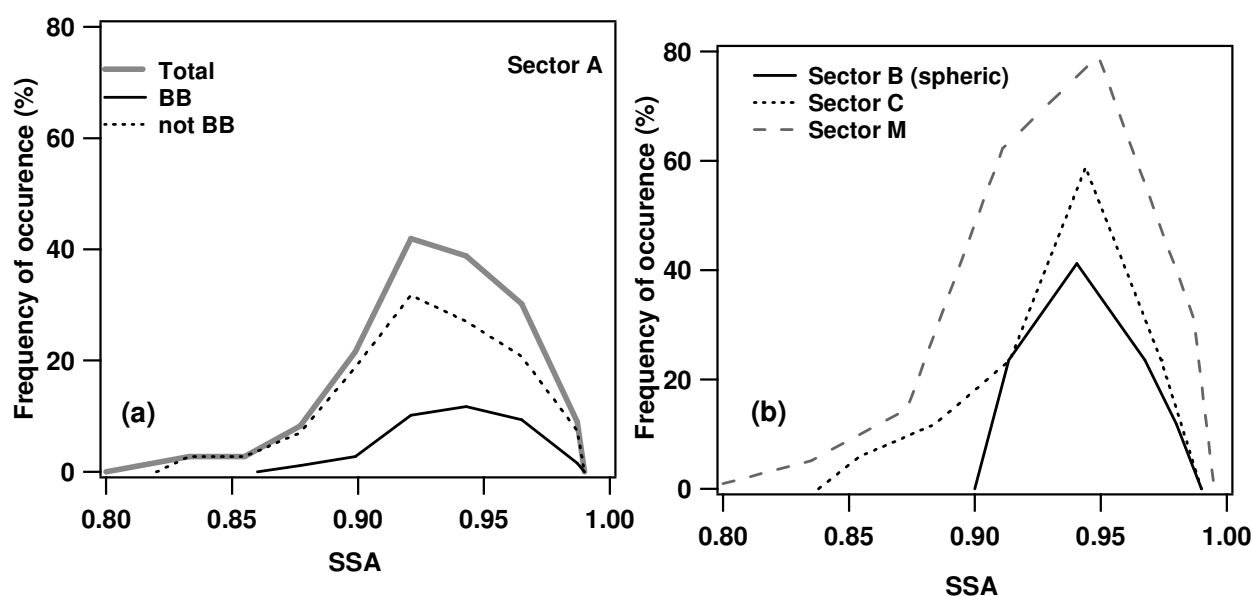 80
60
40
20
0
Frequency of occurence (%)
Total
BB
not BB
Sector A
(a)
0.80 0.85 0.90 0.95 1.00
SSA
80
60
40
20
0
Frequency of occurence (%)
Sector B (spheric)
Sector C
Sector M
(b)
0.80 0.85 0.90 0.95 1.00
SSA